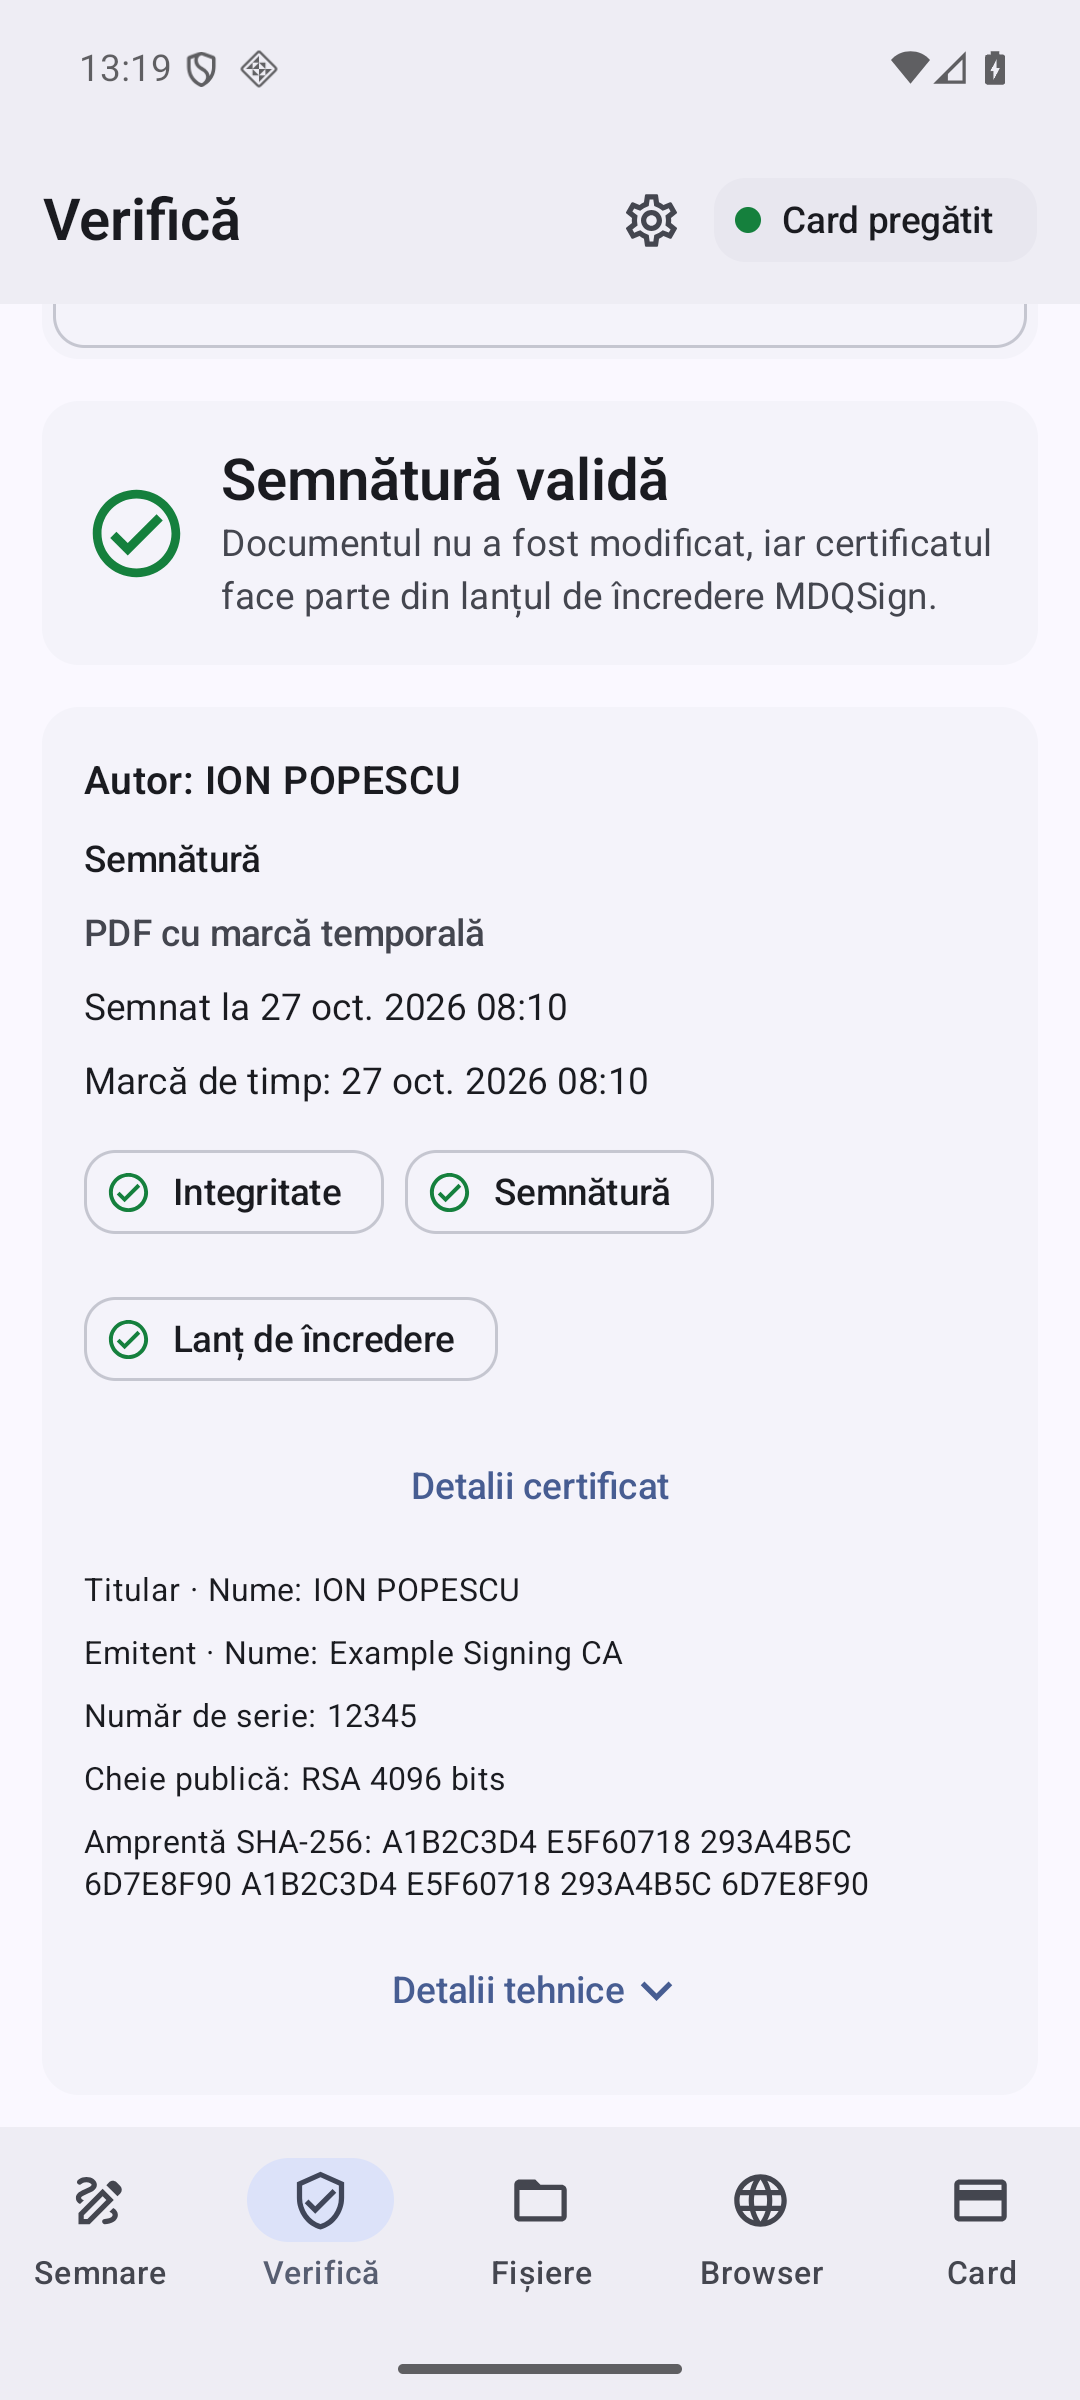 13:19
Verifică
Card pregătit
Semnătură validă
Documentul nu a fost modificat, iar certificatul
face parte din lanțul de încredere MDQSign.
Autor: ION POPESCU
Semnătură
PDF cu marcă temporală
Semnat la 27 oct. 2026 08:10
Marcă de timp: 27 oct. 2026 08:10
Integritate
Semnătură
Lanț de încredere
Detalii certificat
Titular · Nume: ION POPESCU
Emitent · Nume: Example Signing CA
Număr de serie: 12345
Cheie publică: RSA 4096 bits
Amprentă SHA-256: A1B2C3D4 E5F60718 293A4B5C
6D7E8F90 A1B2C3D4 E5F60718 293A4B5C 6D7E8F90
Detalii tehnice
Semnare
Verifică
Fișiere
Browser
Card